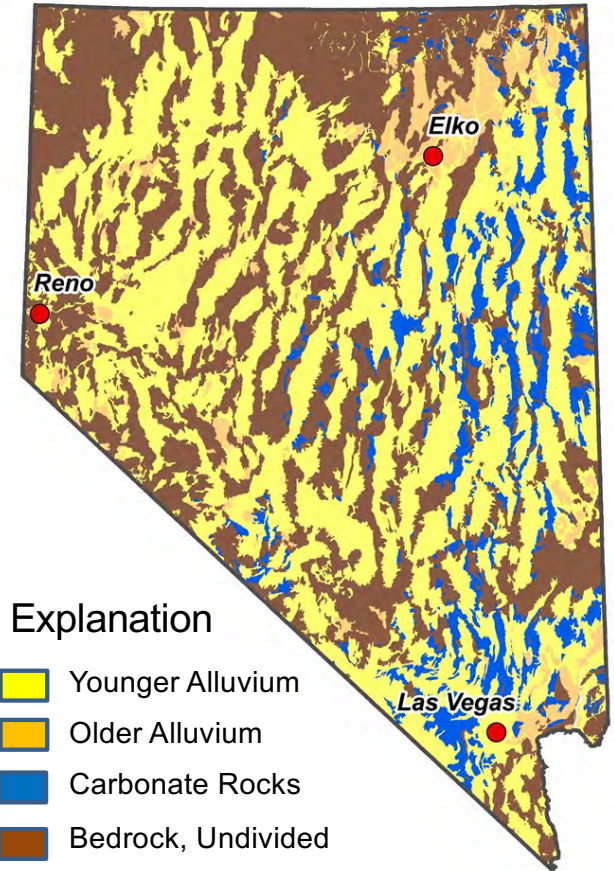 Elko
Reno
Explanation
Younger Alluvium
Las Vegas
Older Alluvium
Carbonate Rocks
Bedrock, Undivided